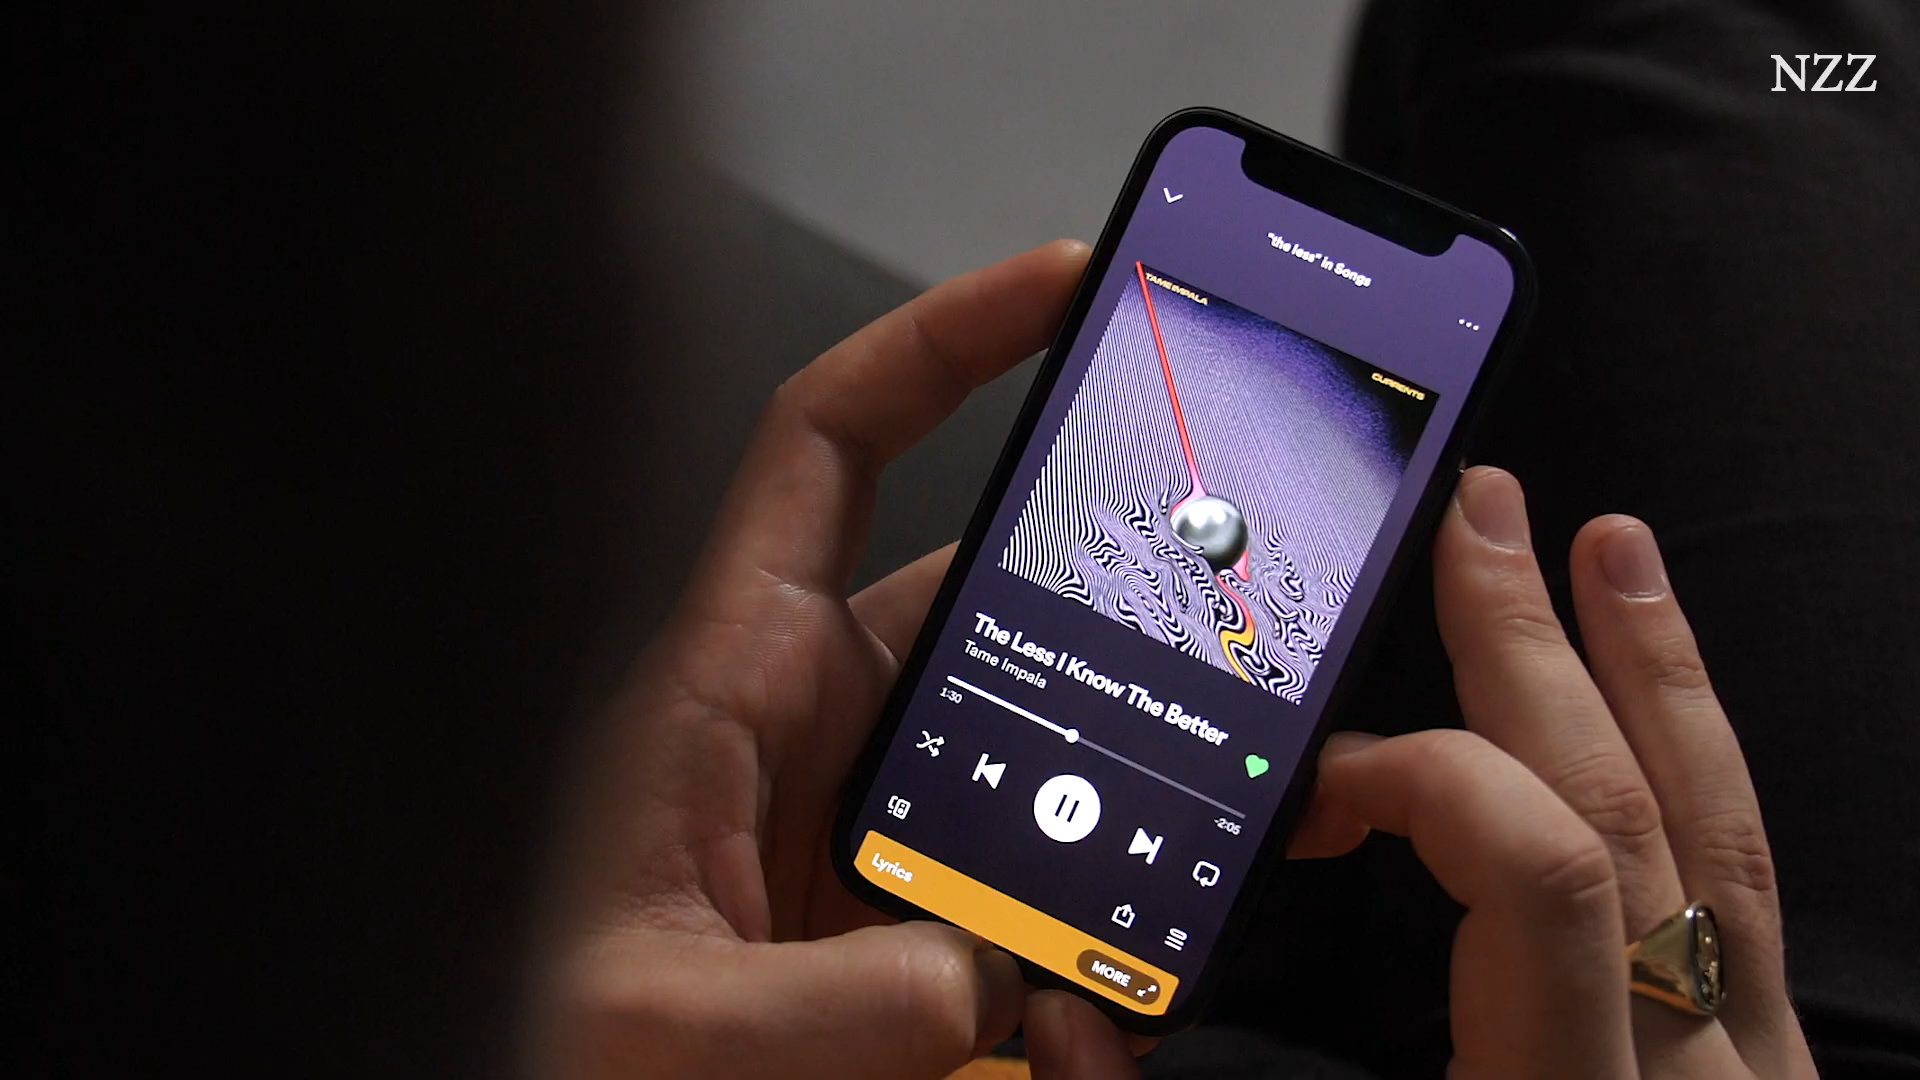 NZZ
"the less" in Songs
TAME IMPALA
CURRENTS
The Less I Know The Better
Tame Impala
1:30
-2:05
Lyrics
MORE